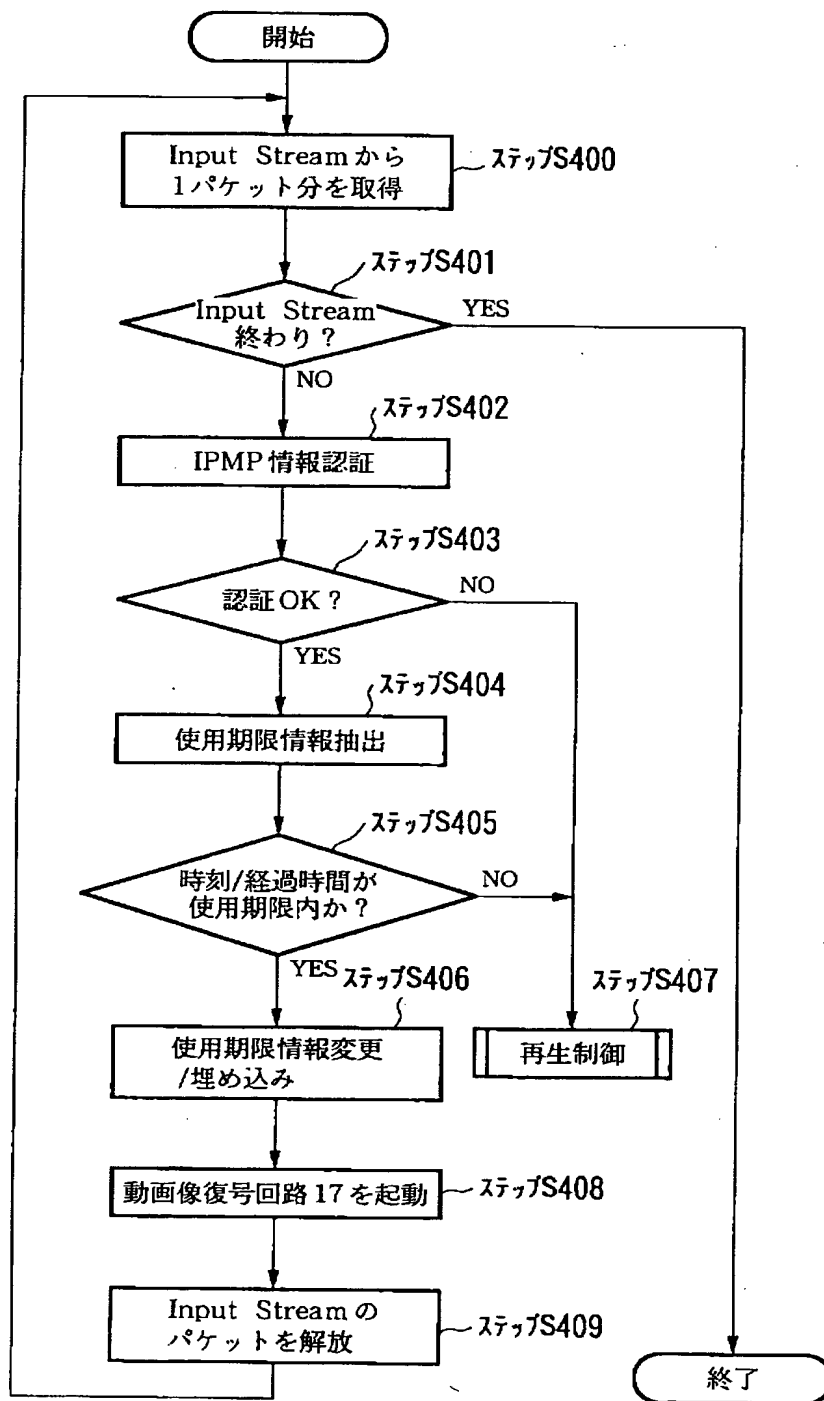 開始
Input Streamから
1パケット分を取得
ステップS400
ステップS401
Input Stream
終わり？
YES
NO
ステップS402
IPMP情報認証
ステップS403
認証OK？
NO
YES
ステップS404
使用期限情報抽出
ステップS405
時刻/経過時間が
使用期限内か？
NO
YES
ステップS406
ステップS407
使用期限情報変更
/埋め込み
再生制御
動画像復号回路17を起動
ステップS408
Input Streamの
パケットを解放
ステップS409
終了